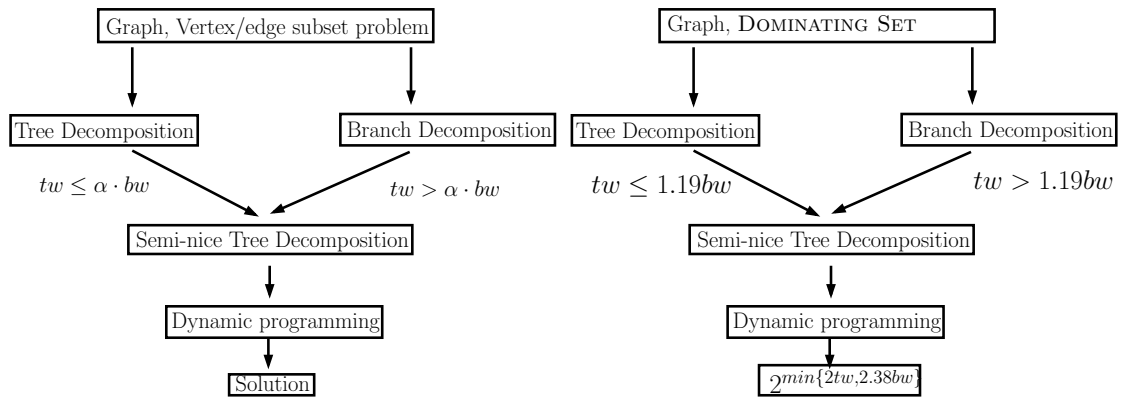 Graph, Vertex/edge subset problem
Tree Decomposition
Branch Decomposition
tw ≤ α · bw
tw > α · bw
Semi-nice Tree Decomposition
Dynamic programming
Solution
Graph, DOMINATING SET
Tree Decomposition
Branch Decomposition
tw ≤ 1.19bw
tw > 1.19bw
Semi-nice Tree Decomposition
Dynamic programming
2^{min{2tw,2.38bw}}